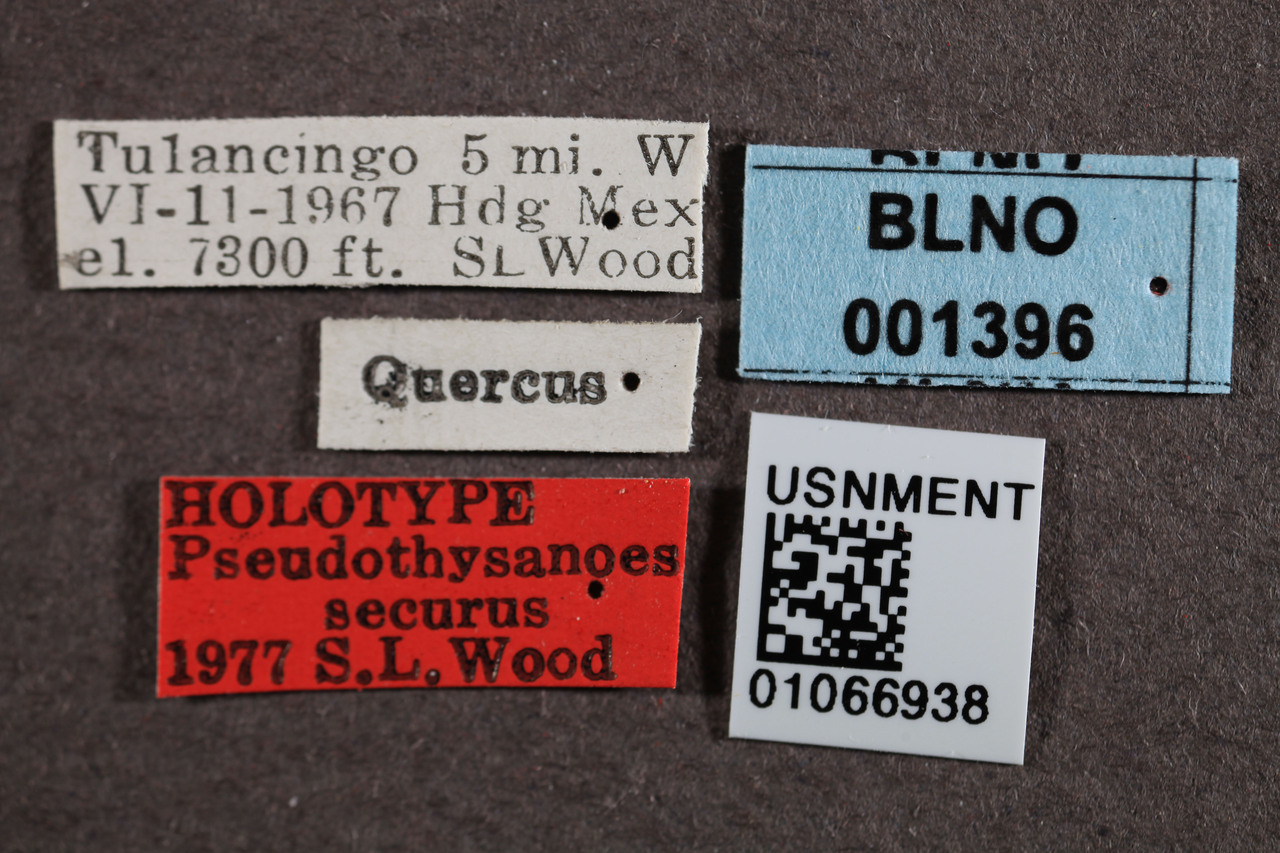 Tulancingo 5 mi. W
VI-11-1967 Hdg Mex
el. 7300 ft. SL Wood
Quercus
HOLOTYPE
Pseudothysanoes
securus
1977 S.L. Wood
BLNO
001396
USNMENT
01066938